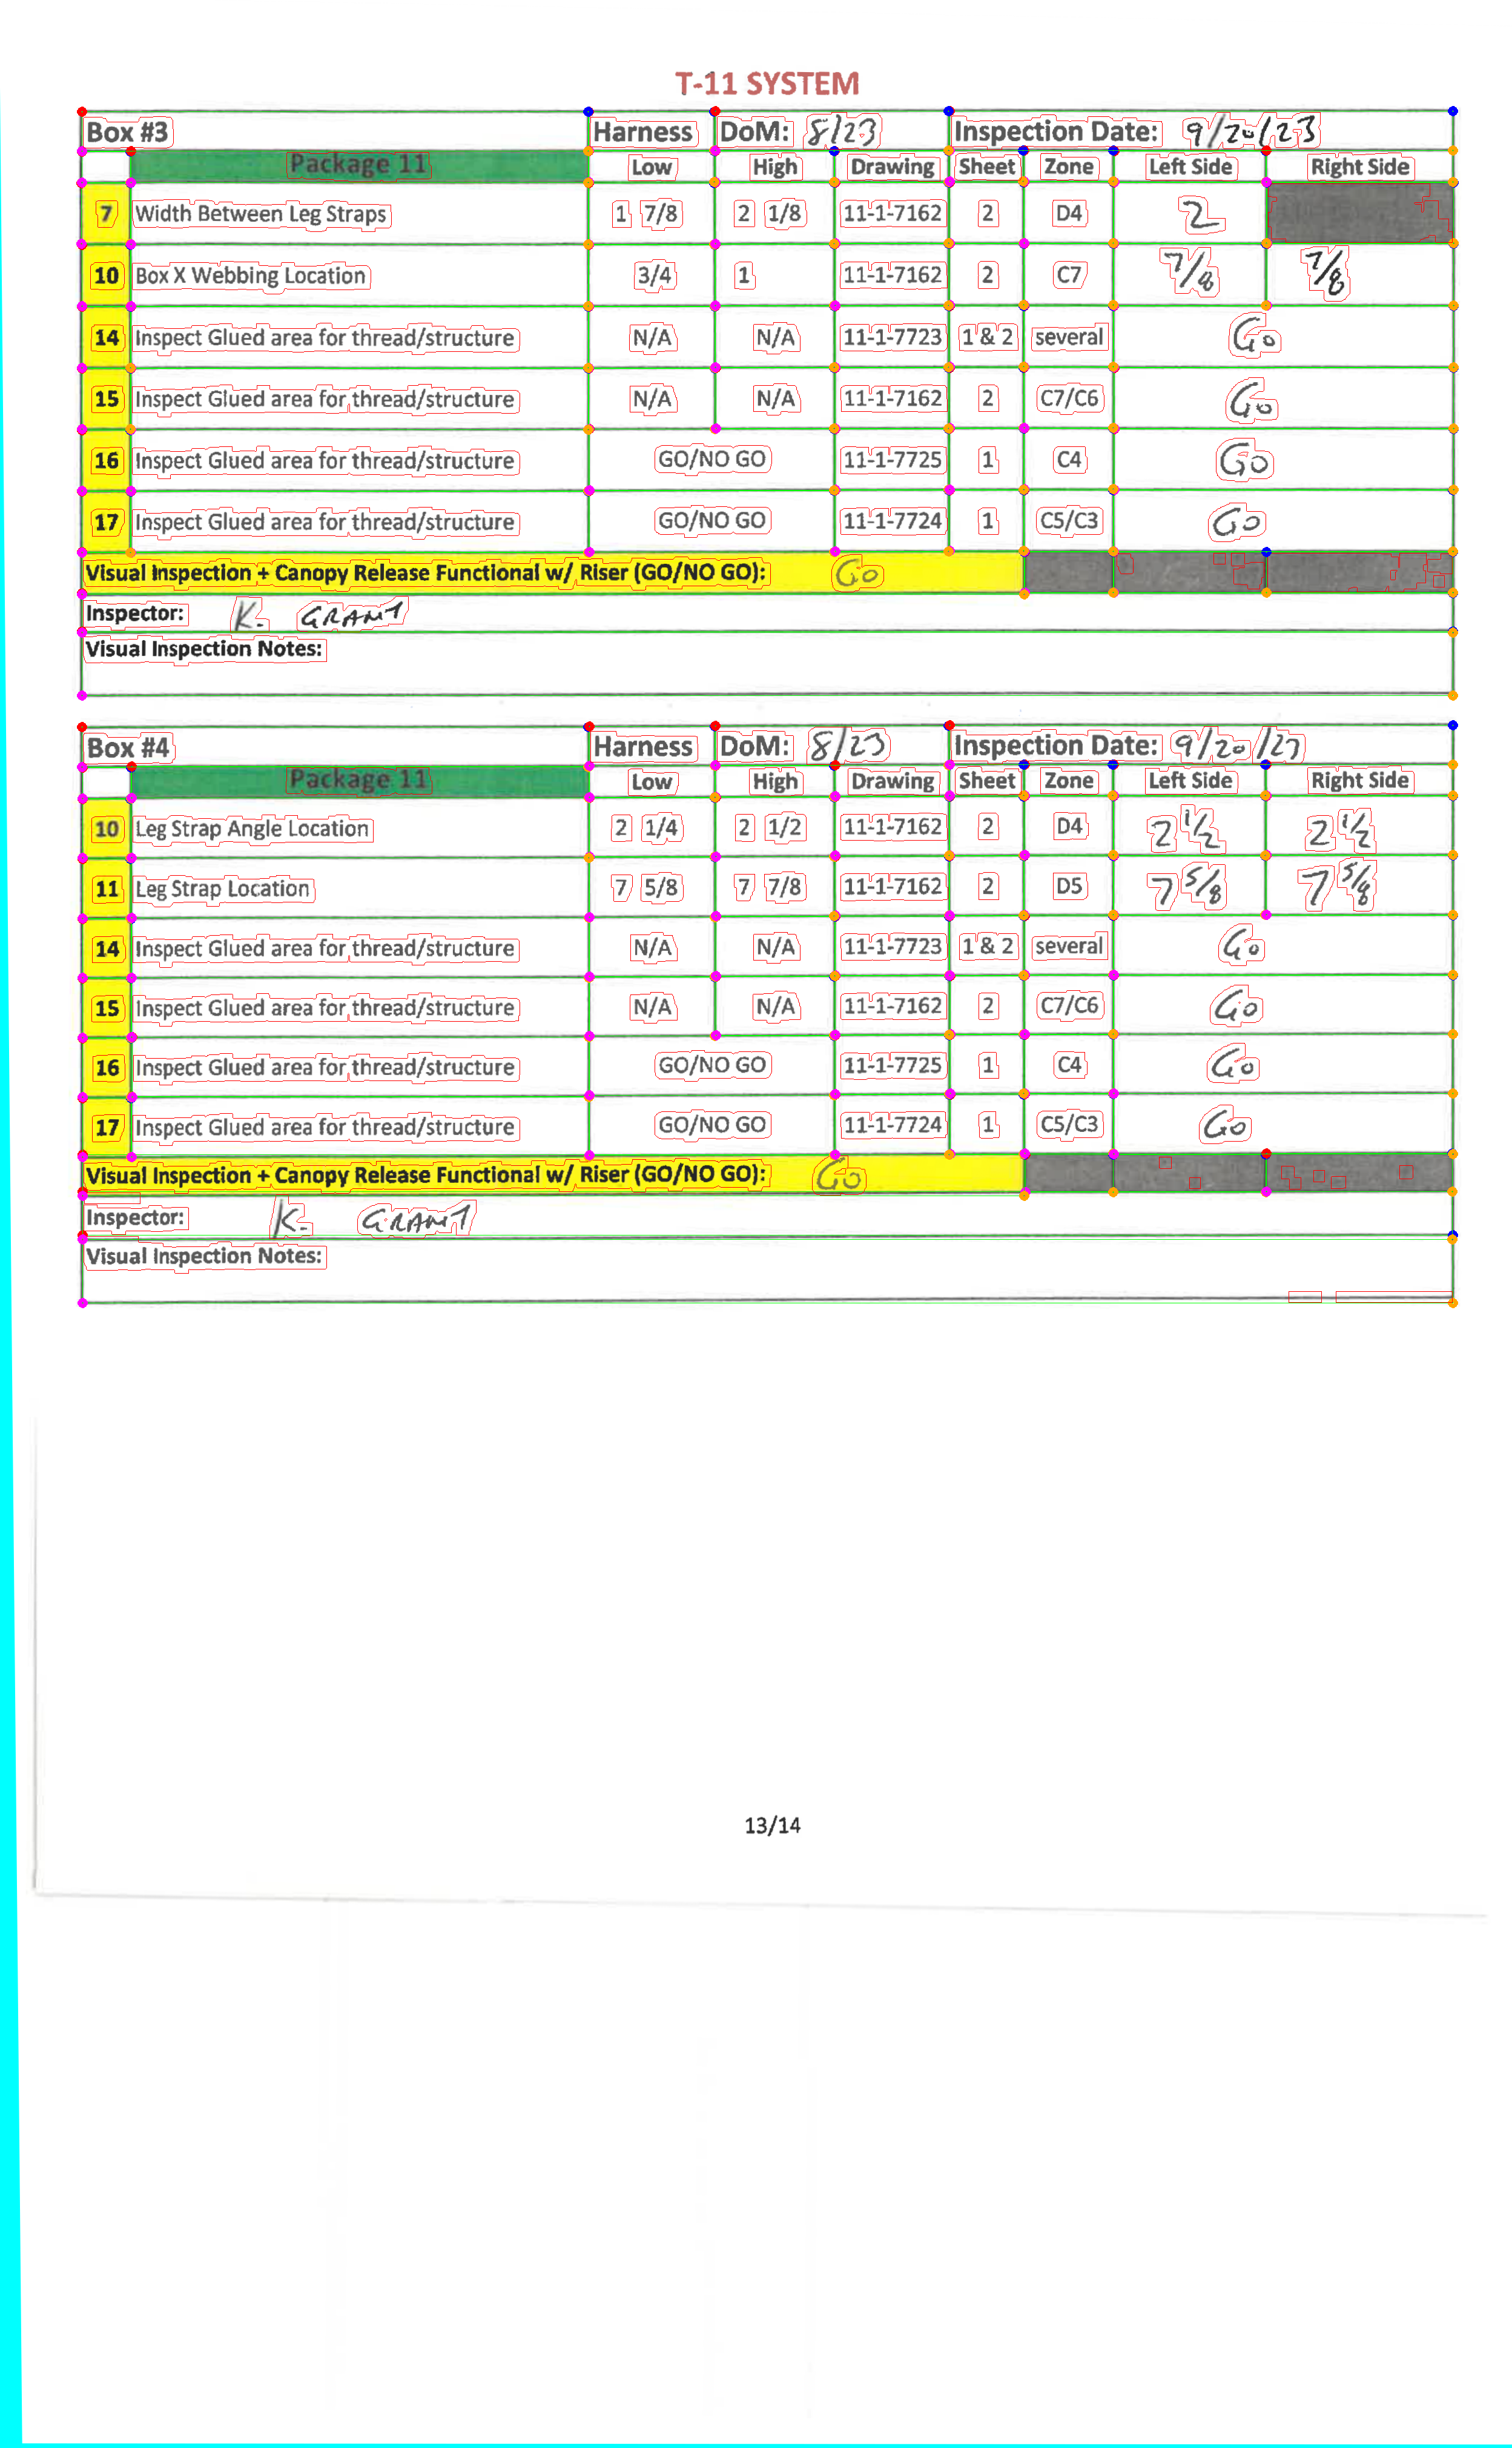 T-11 SYSTEM
Box #3 Harness DoM: 8/23 Inspection Date: 9/20/23
Package 11 Low High Drawing Sheet Zone Left Side Right Side
7 Width Between Leg Straps 1 7/8 2 1/8 11-1-7162 2 D4 2
10 Box X Webbing Location 3/4 1 11-1-7162 2 C7 7/8 7/8
14 Inspect Glued area for thread/structure N/A N/A 11-1-7723 1 & 2 several Go
15 Inspect Glued area for thread/structure N/A N/A 11-1-7162 2 C7/C6 Go
16 Inspect Glued area for thread/structure GO/NO GO 11-1-7725 1 C4 Go
17 Inspect Glued area for thread/structure GO/NO GO 11-1-7724 1 C5/C3 Go
Visual Inspection + Canopy Release Functional w/ Riser (GO/NO GO): Go
Inspector: K. GRANT
Visual Inspection Notes:
Box #4 Harness DoM: 8/23 Inspection Date: 9/20/23
Package 11 Low High Drawing Sheet Zone Left Side Right Side
10 Leg Strap Angle Location 2 1/4 2 1/2 11-1-7162 2 D4 2 1/2 2 1/2
11 Leg Strap Location 7 5/8 7 7/8 11-1-7162 2 D5 7 5/8 7 5/8
14 Inspect Glued area for thread/structure N/A N/A 11-1-7723 1 & 2 several Go
15 Inspect Glued area for thread/structure N/A N/A 11-1-7162 2 C7/C6 Go
16 Inspect Glued area for thread/structure GO/NO GO 11-1-7725 1 C4 Go
17 Inspect Glued area for thread/structure GO/NO GO 11-1-7724 1 C5/C3 Go
Visual Inspection + Canopy Release Functional w/ Riser (GO/NO GO): Go
Inspector: K. GRANT
Visual Inspection Notes:
13/14